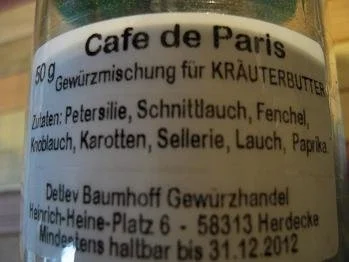 Cafe de Paris
50 g Gewürzmischung für KRÄUTERBUTTER
Zutaten: Petersilie, Schnittlauch, Fenchel,
Knoblauch, Karotten, Sellerie, Lauch, Paprika.
Detlev Baumhoff Gewürzhandel
Heinrich-Heine-Platz 6 - 58313 Herdecke
Mindestens haltbar bis 31.12.2012